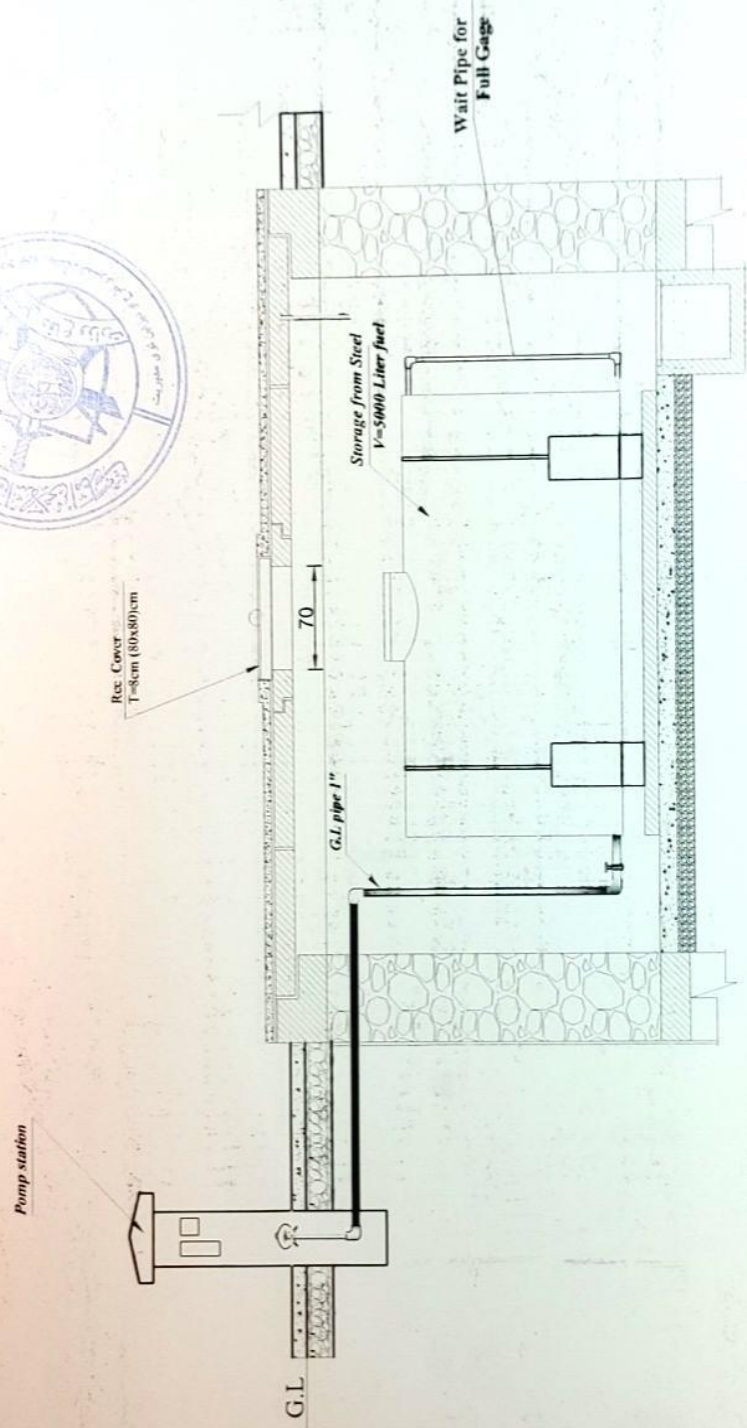 Pomp station
Rec Cover
T=8cm (80x80)cm
70
G.I. pipe 1"
Storage from Steel
V=5000 Liter fuel
Wait Pipe for
Full Gage
G.L